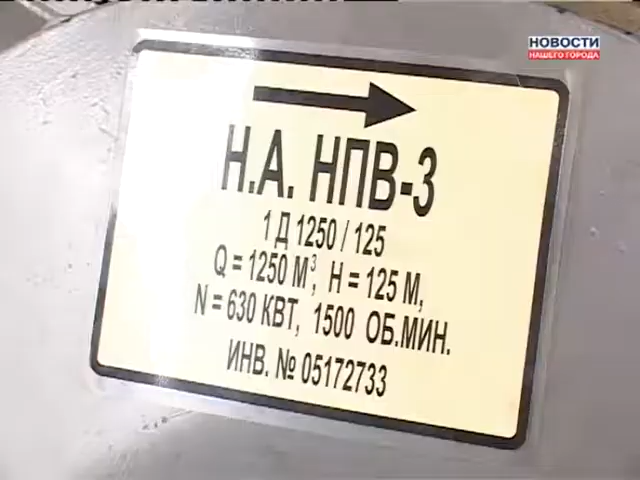 НОВОСТИ
НАШЕГО ГОРОДА
Н.А. НПВ-3
1 Д 1250 / 125
Q = 1250 М³, Н = 125 М,
N = 630 КВТ, 1500 ОБ.МИН.
ИНВ. № 05172733